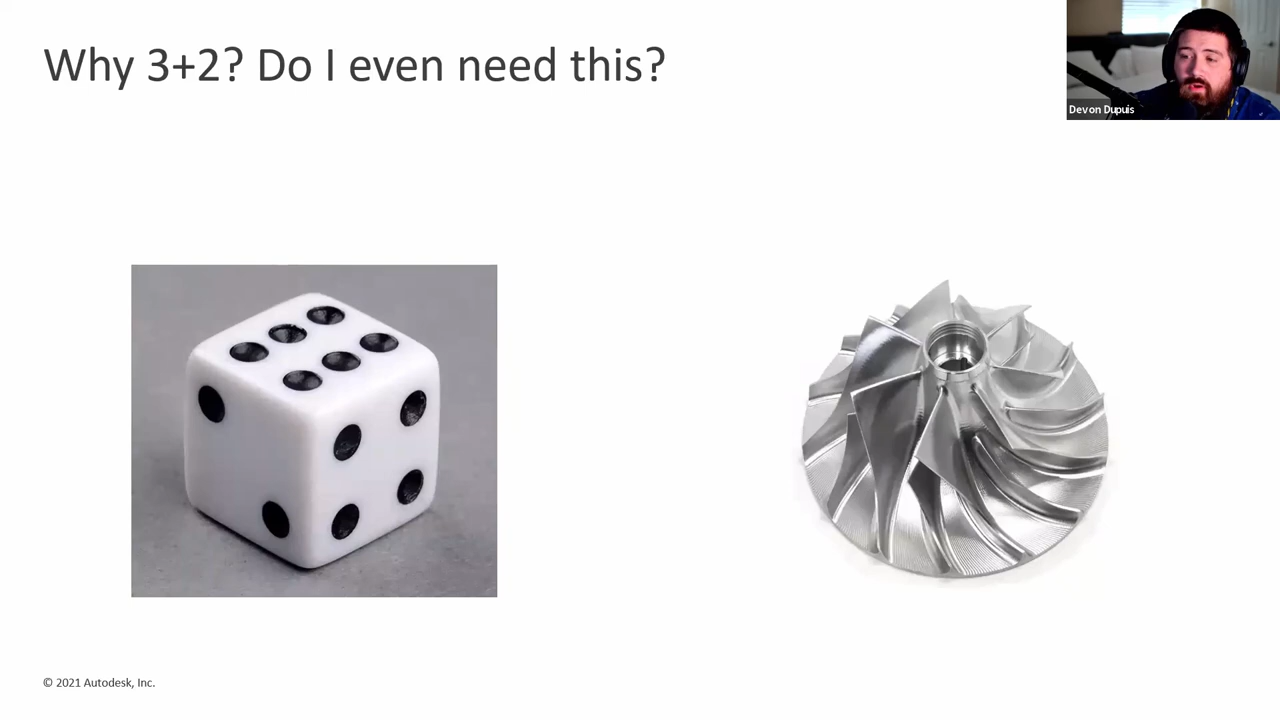 Why 3+2? Do I even need this?
Devon Dupuis
© 2021 Autodesk, Inc.